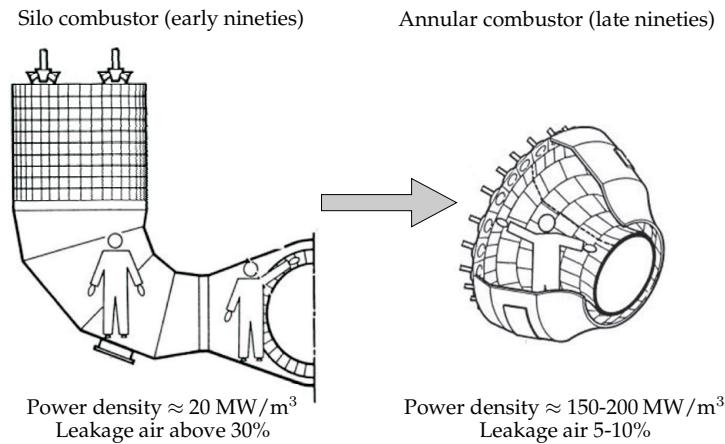 Silo combustor (early nineties)
Annular combustor (late nineties)
Power density ≈ 20 MW/m³
Leakage air above 30%
Power density ≈ 150-200 MW/m³
Leakage air 5-10%